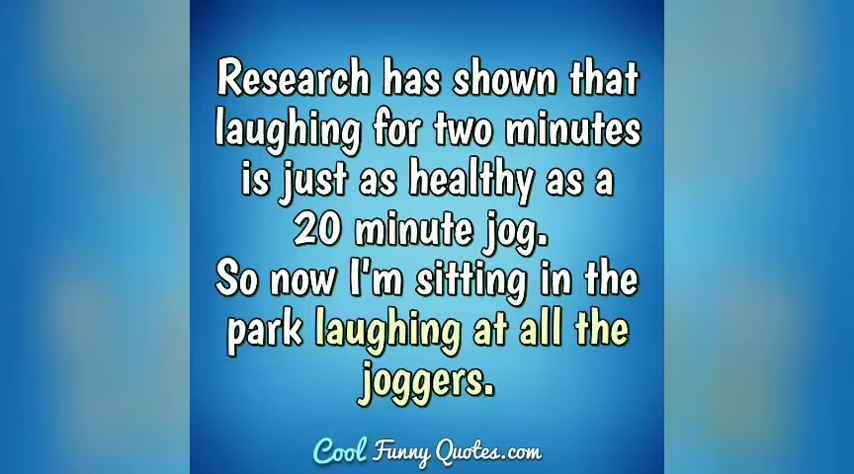 Research has shown that
laughing for two minutes
is just as healthy as a
20 minute jog.
So now I'm sitting in the
park laughing at all the
joggers.
Cool Funny Quotes.com